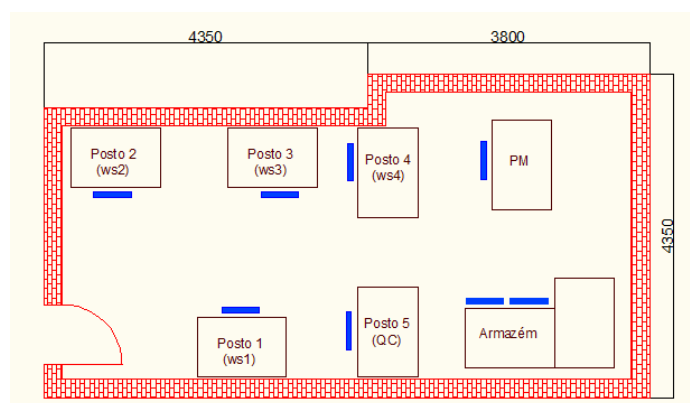 4350
3800
Posto 2
(ws2)
Posto 3
(ws3)
Posto 4
(ws4)
PM
4350
Posto 1
(ws1)
Posto 5
(QC)
Armazém